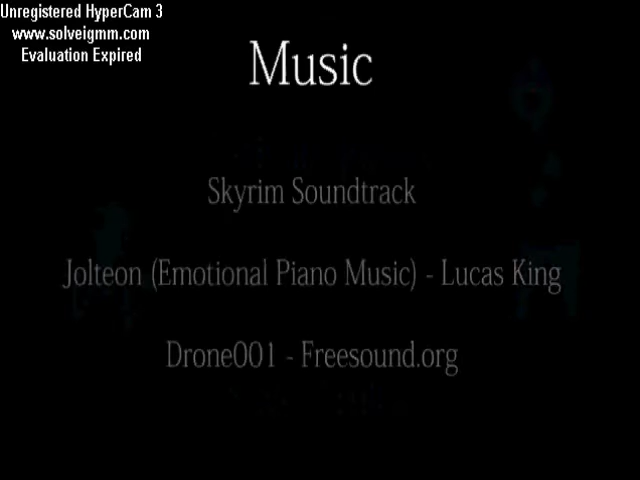 Unregistered HyperCam 3
www.solveigmm.com
Evaluation Expired
Music
Skyrim Soundtrack
Jolteon (Emotional Piano Music) - Lucas King
Drone001 - Freesound.org